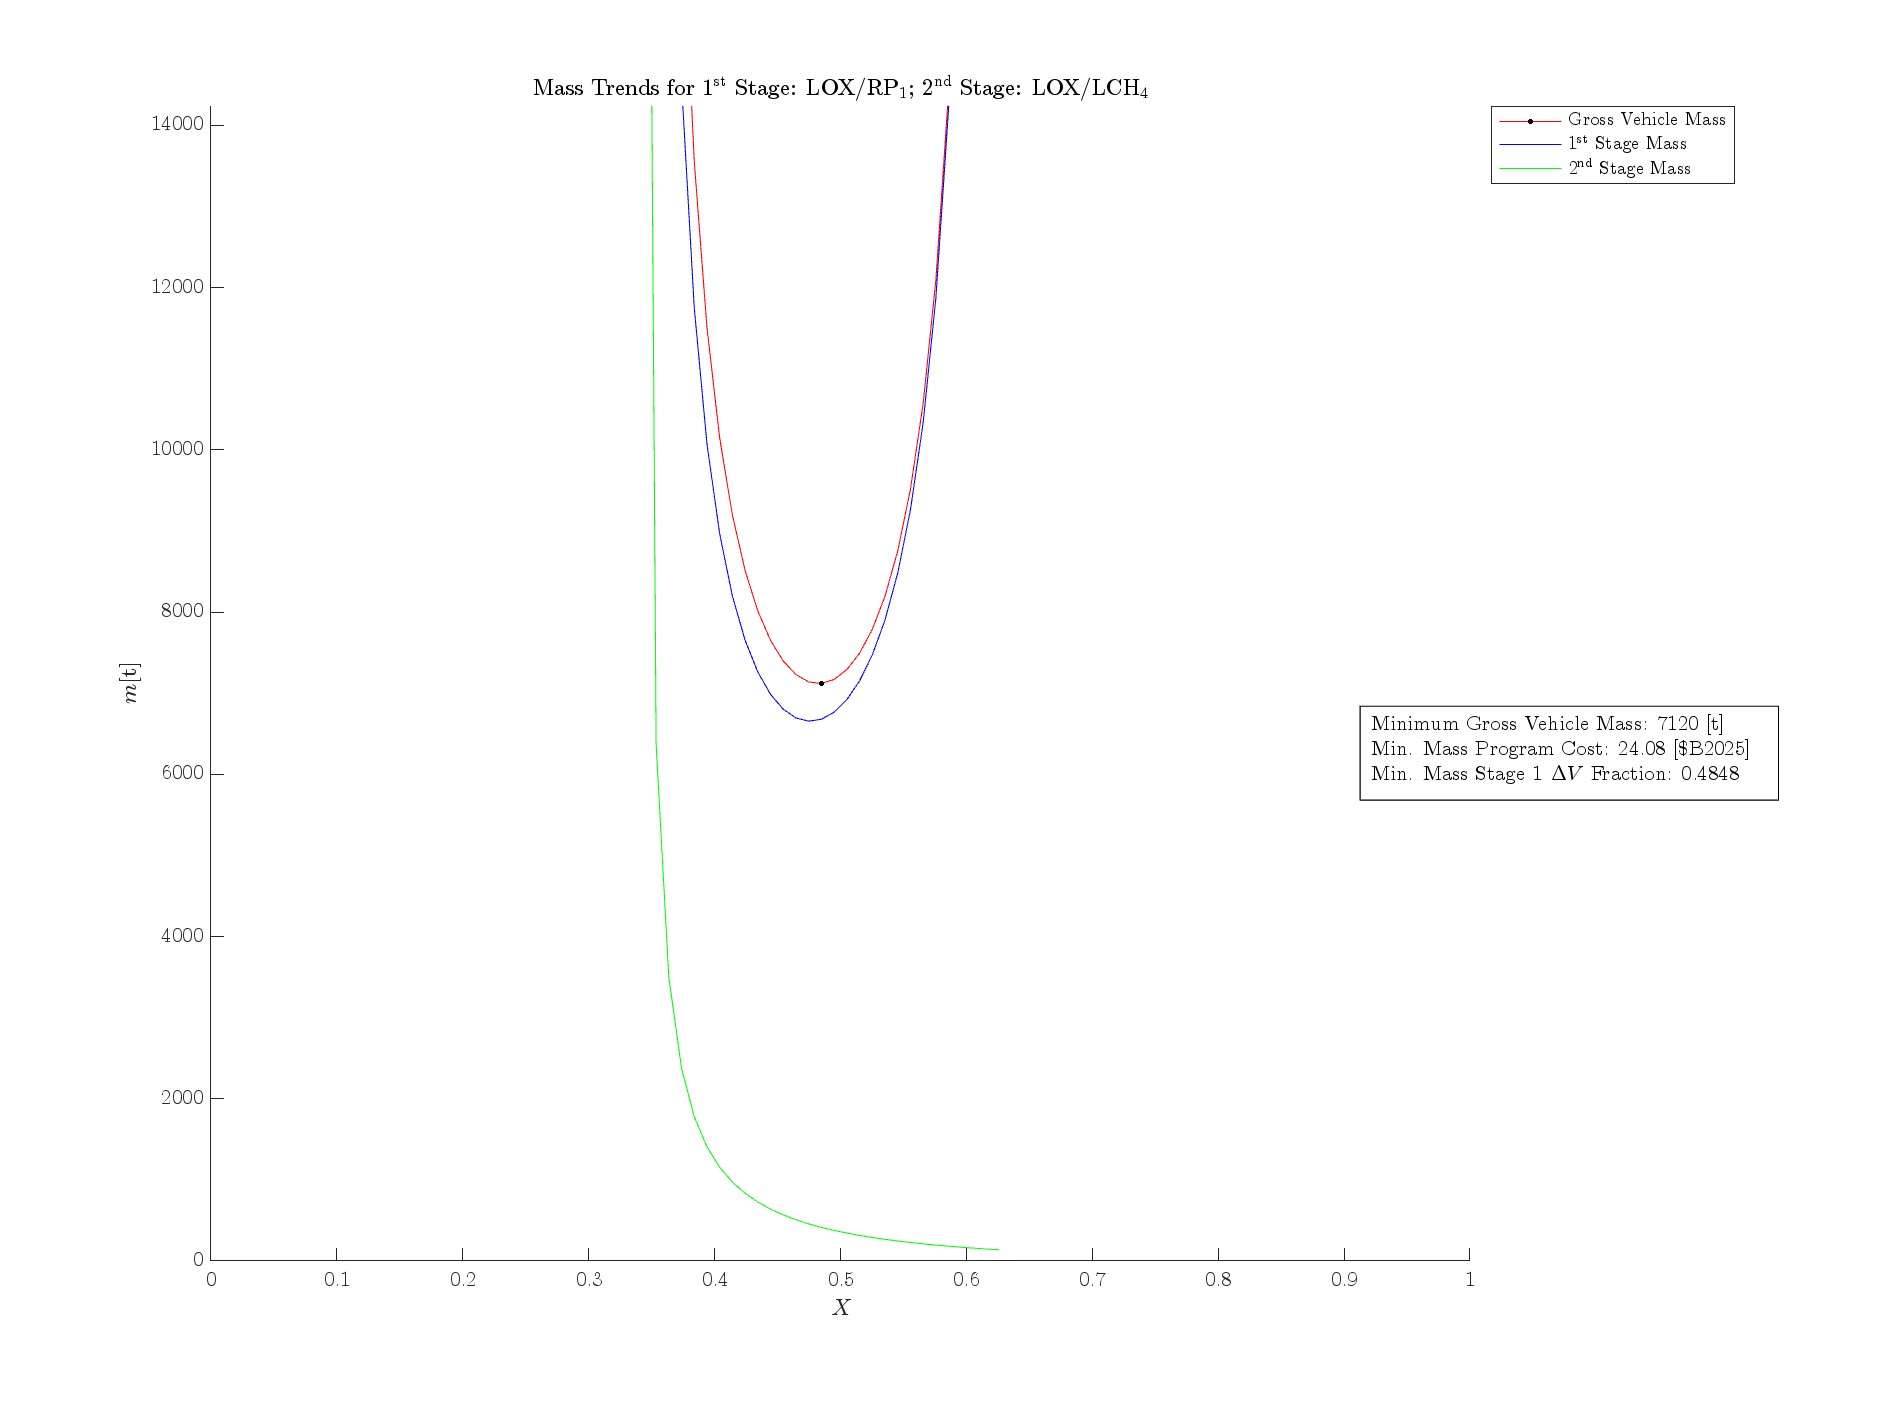 Mass Trends for 1st Stage: LOX/RP1; 2nd Stage: LOX/LCH4
Gross Vehicle Mass
1st Stage Mass
2nd Stage Mass
14000
12000
10000
8000
6000
4000
2000
0
m[t]
Minimum Gross Vehicle Mass: 7120 [t]
Min. Mass Program Cost: 24.08 [$B2025]
Min. Mass Stage 1 ΔV Fraction: 0.4848
0 0.1 0.2 0.3 0.4 0.5 0.6 0.7 0.8 0.9 1
X